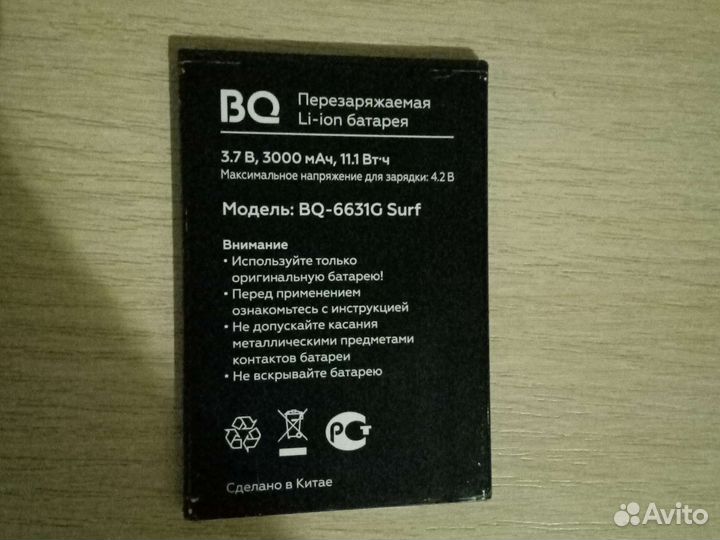 BQ
Перезаряжаемая
Li-ion батарея
3.7 В, 3000 мАч, 11.1 Вт·ч
Максимальное напряжение для зарядки: 4.2 В
Модель: BQ-6631G Surf
Внимание
• Используйте только
оригинальную батарею!
• Перед применением
ознакомьтесь с инструкцией
• Не допускайте касания
металлическими предметами
контактов батареи
• Не вскрывайте батарею
РСТ
Сделано в Китае
Avito